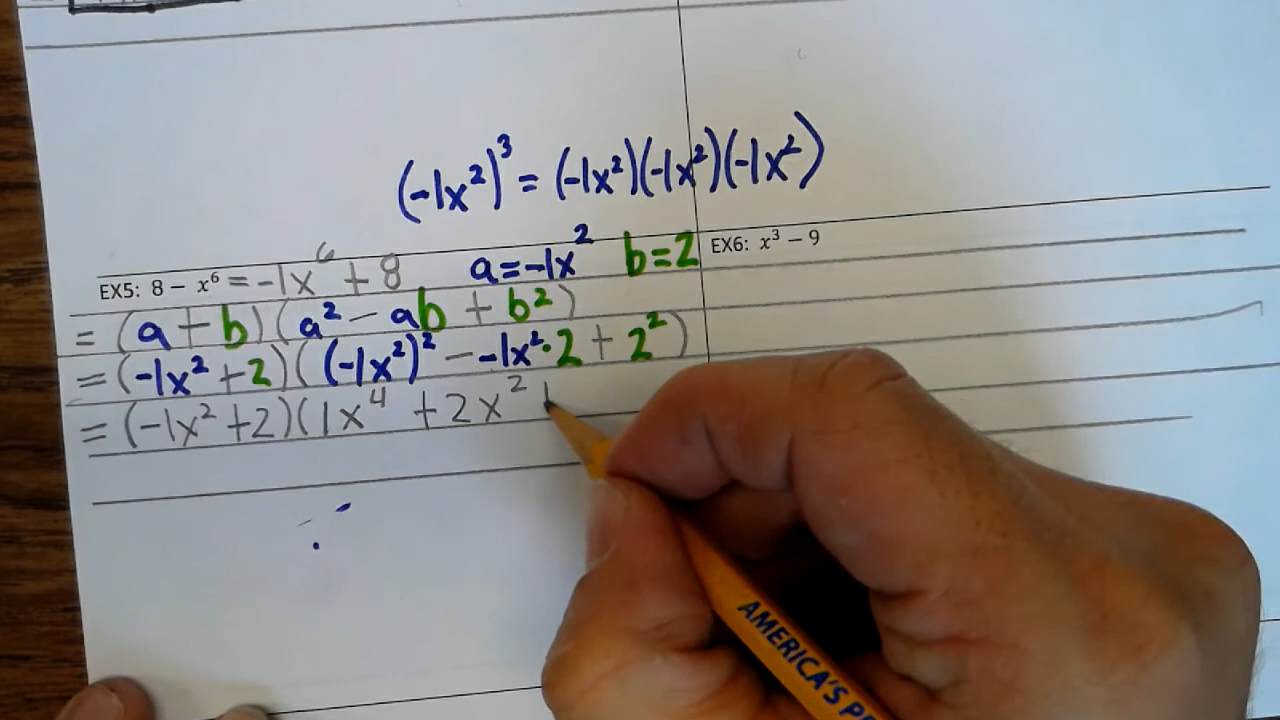 (-1x²)³ = (-1x²)(-1x²)(-1x²)
EX5: 8 − x⁶ = -1x⁶ + 8 a = -1x² b = 2
EX6: x³ − 9
= (a + b)(a² − ab + b²)
= (-1x² + 2)((-1x²)² − -1x²·2 + 2²)
= (-1x² + 2)(1x⁴ + 2x²
AMERICA'S